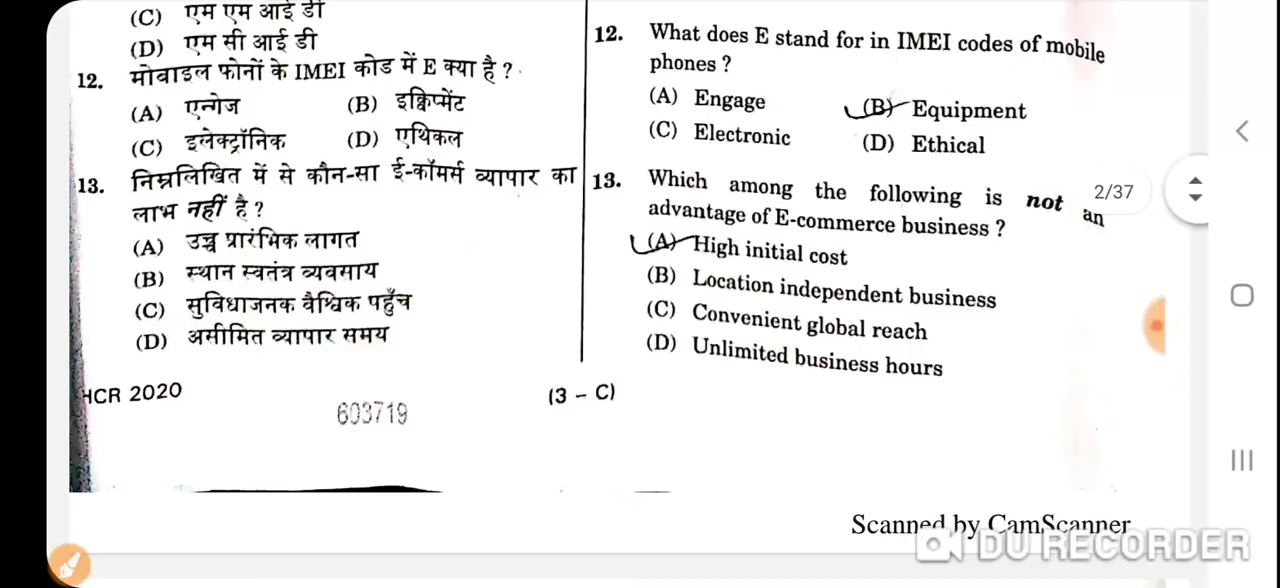 (C) एम एम आई डी
(D) एम सी आई डी
12. मोबाइल फोनों के IMEI कोड में E क्या है ?
(A) एन्गेज (B) इक्विप्मेंट
(C) इलेक्ट्रॉनिक (D) एथिकल
13. निम्नलिखित में से कौन-सा ई-कॉमर्स व्यापार का
लाभ नहीं है ?
(A) उच्च प्रारंभिक लागत
(B) स्थान स्वतंत्र व्यवसाय
(C) सुविधाजनक वैश्विक पहुँच
(D) असीमित व्यापार समय
HCR 2020
603719
(3 – C)
12. What does E stand for in IMEI codes of mobile
phones ?
(A) Engage (B) Equipment
(C) Electronic (D) Ethical
13. Which among the following is not an
advantage of E-commerce business ?
(A) High initial cost
(B) Location independent business
(C) Convenient global reach
(D) Unlimited business hours
2/37
Scanned by CamScanner
DU RECORDER